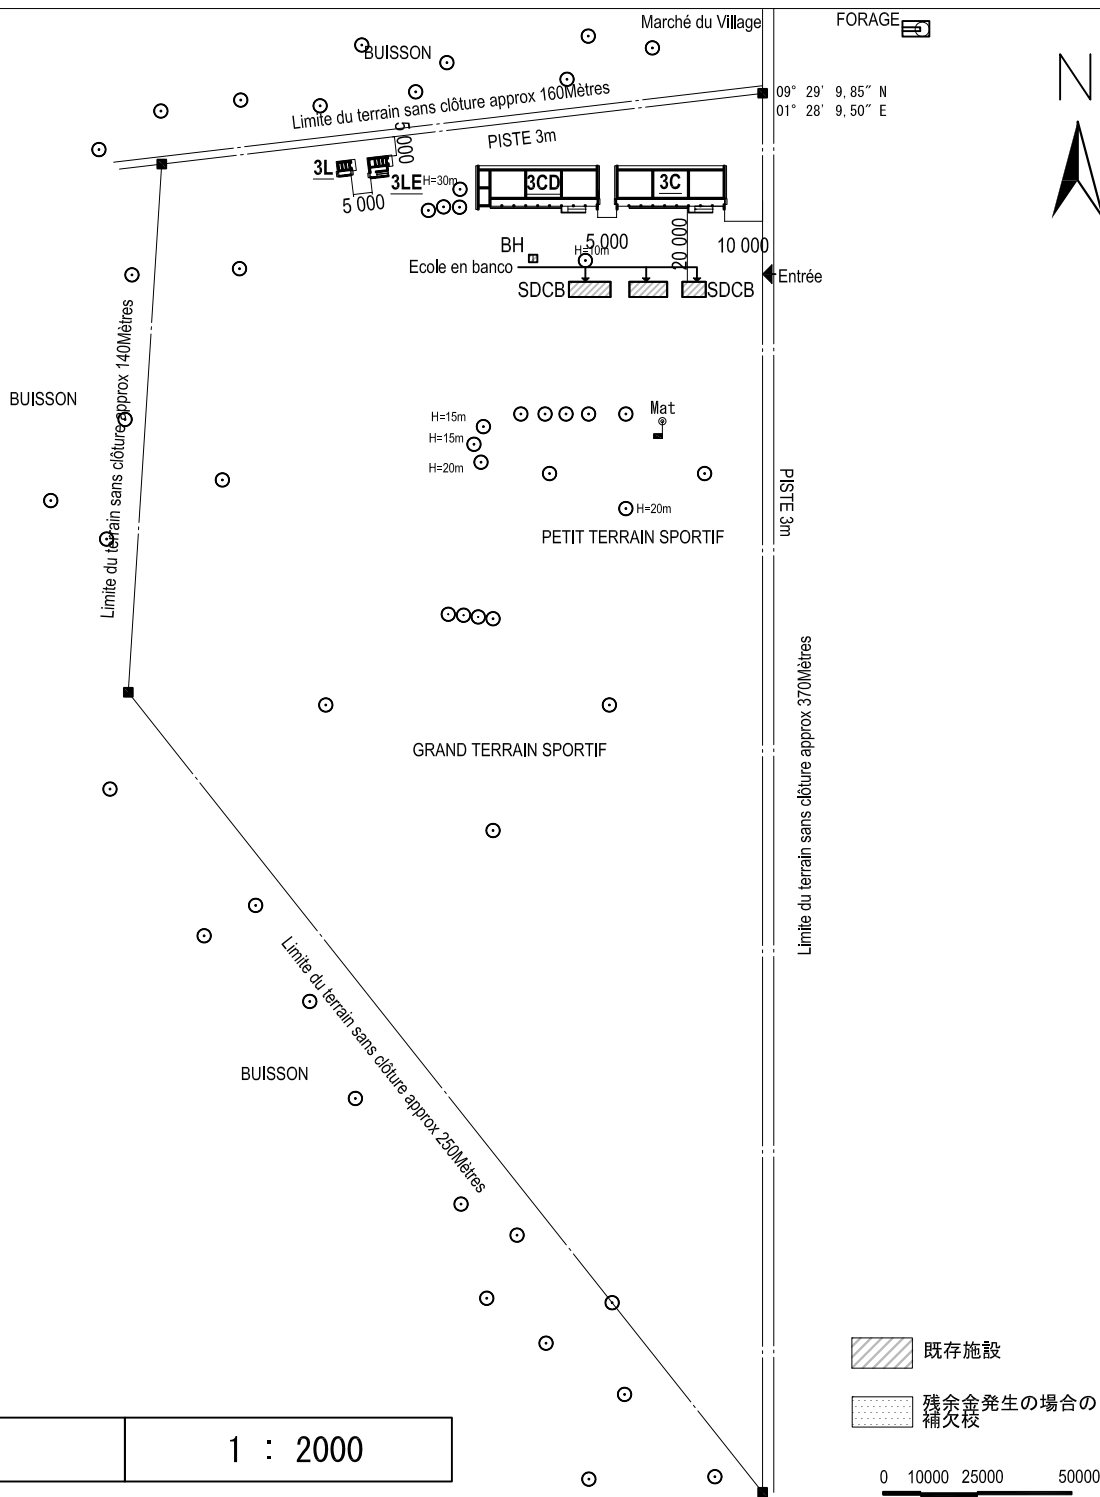 Marché du Village
FORAGE
BUISSON
N
Limite du terrain sans clôture approx 160Mètres
09° 29' 9,85" N
01° 28' 9,50" E
PISTE 3m
5 000
3L
3LE
H=30m
3CD
3C
5 000
5 000
20 000
10 000
BH
H=10m
Ecole en banco
Entrée
SDCB
SDCB
Limite du terrain sans clôture approx 140Mètres
BUISSON
H=15m
H=15m
H=20m
Mat
H=20m
PISTE 3m
PETIT TERRAIN SPORTIF
Limite du terrain sans clôture approx 370Mètres
GRAND TERRAIN SPORTIF
Limite du terrain sans clôture approx 250Mètres
BUISSON
既存施設
残余金発生の場合の
補欠校
1 : 2000
0 10000 25000 50000